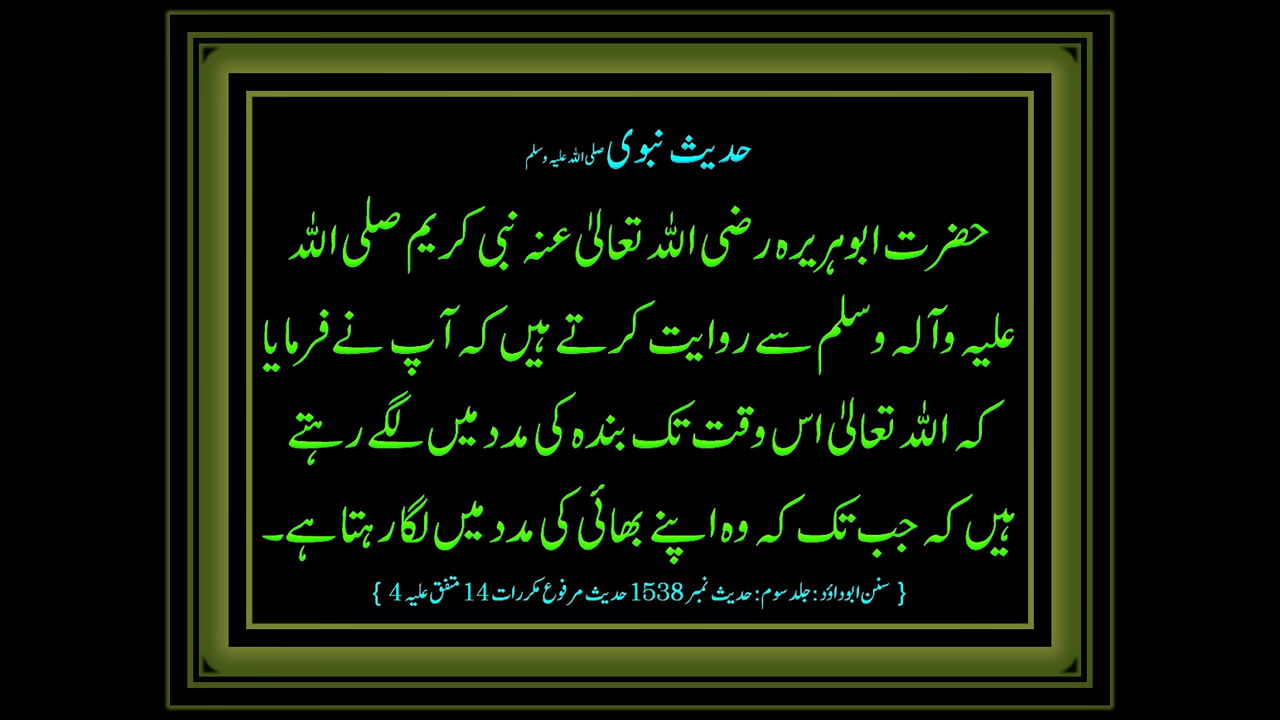 حدیث نبوی صلی اللہ علیہ وسلم
حضرت ابوہریرہ رضی اللہ تعالیٰ عنہ نبی کریم صلی اللہ
علیہ وآلہ وسلم سے روایت کرتے ہیں کہ آپ نے فرمایا
کہ اللہ تعالیٰ اس وقت تک بندہ کی مدد میں لگے رہتے
ہیں کہ جب تک کہ وہ اپنے بھائی کی مدد میں لگا رہتا ہے۔
{ سنن ابوداؤد : جلد سوم : حدیث نمبر 1538 حدیث مرفوع مکررات 14 متفق علیہ 4 }